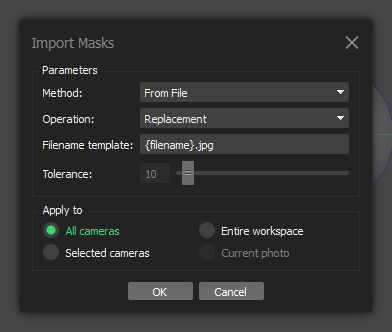 Import Masks
Parameters
Method: From File
Operation: Replacement
Filename template: {filename}.jpg
Tolerance: 10
Apply to
All cameras Entire workspace
Selected cameras Current photo
OK Cancel